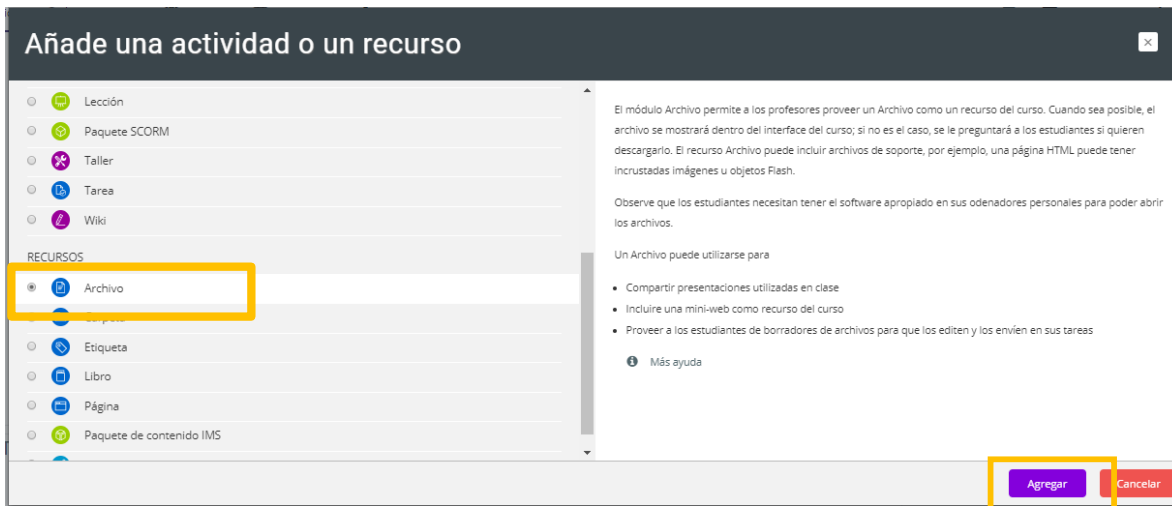 Añade una actividad o un recurso
Lección
Paquete SCORM
Taller
Tarea
Wiki
RECURSOS
Archivo
Etiqueta
Libro
Página
Paquete de contenido IMS
El módulo Archivo permite a los profesores proveer un Archivo como un recurso del curso. Cuando sea posible, el
archivo se mostrará dentro del interface del curso; si no es el caso, se le preguntará a los estudiantes si quieren
descargarlo. El recurso Archivo puede incluir archivos de soporte, por ejemplo, una página HTML puede tener
incrustadas imágenes u objetos Flash.
Observe que los estudiantes necesitan tener el software apropiado en sus odenadores personales para poder abrir
los archivos.
Un Archivo puede utilizarse para
• Compartir presentaciones utilizadas en clase
• Incluire una mini-web como recurso del curso
• Proveer a los estudiantes de borradores de archivos para que los editen y los envíen en sus tareas
Más ayuda
Agregar
Cancelar